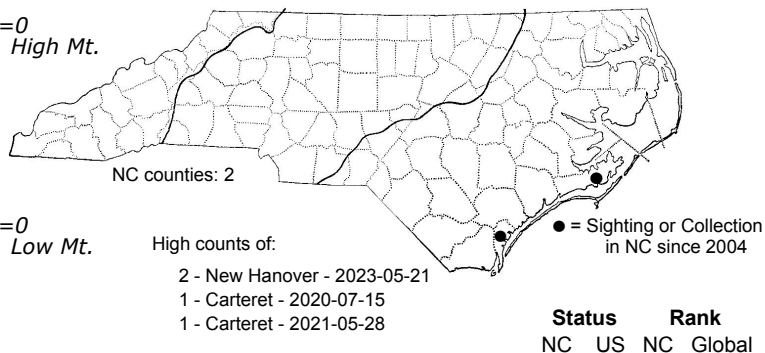 =0
High Mt.
NC counties: 2
=0
Low Mt.
High counts of:
2 - New Hanover - 2023-05-21
1 - Carteret - 2020-07-15
1 - Carteret - 2021-05-28
● = Sighting or Collection
in NC since 2004
Status Rank
NC US NC Global